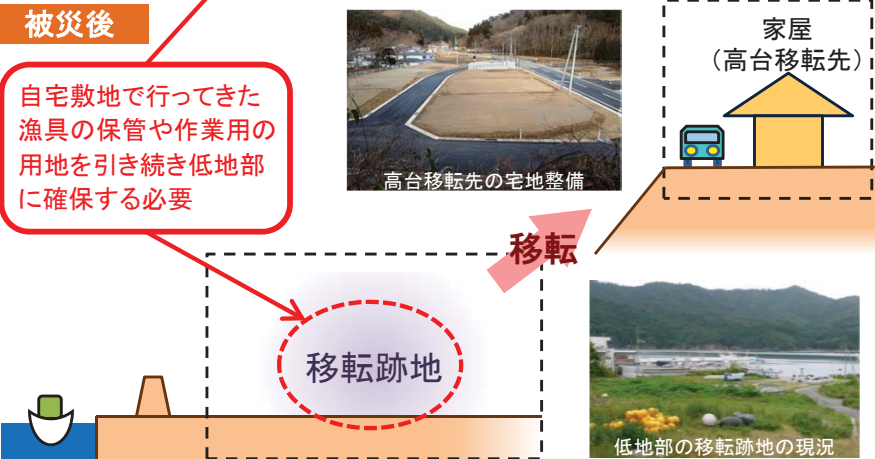 被災後
自宅敷地で行ってきた
漁具の保管や作業用の
用地を引き続き低地部
に確保する必要
高台移転先の宅地整備
家屋
（高台移転先）
移転
移転跡地
低地部の移転跡地の現況